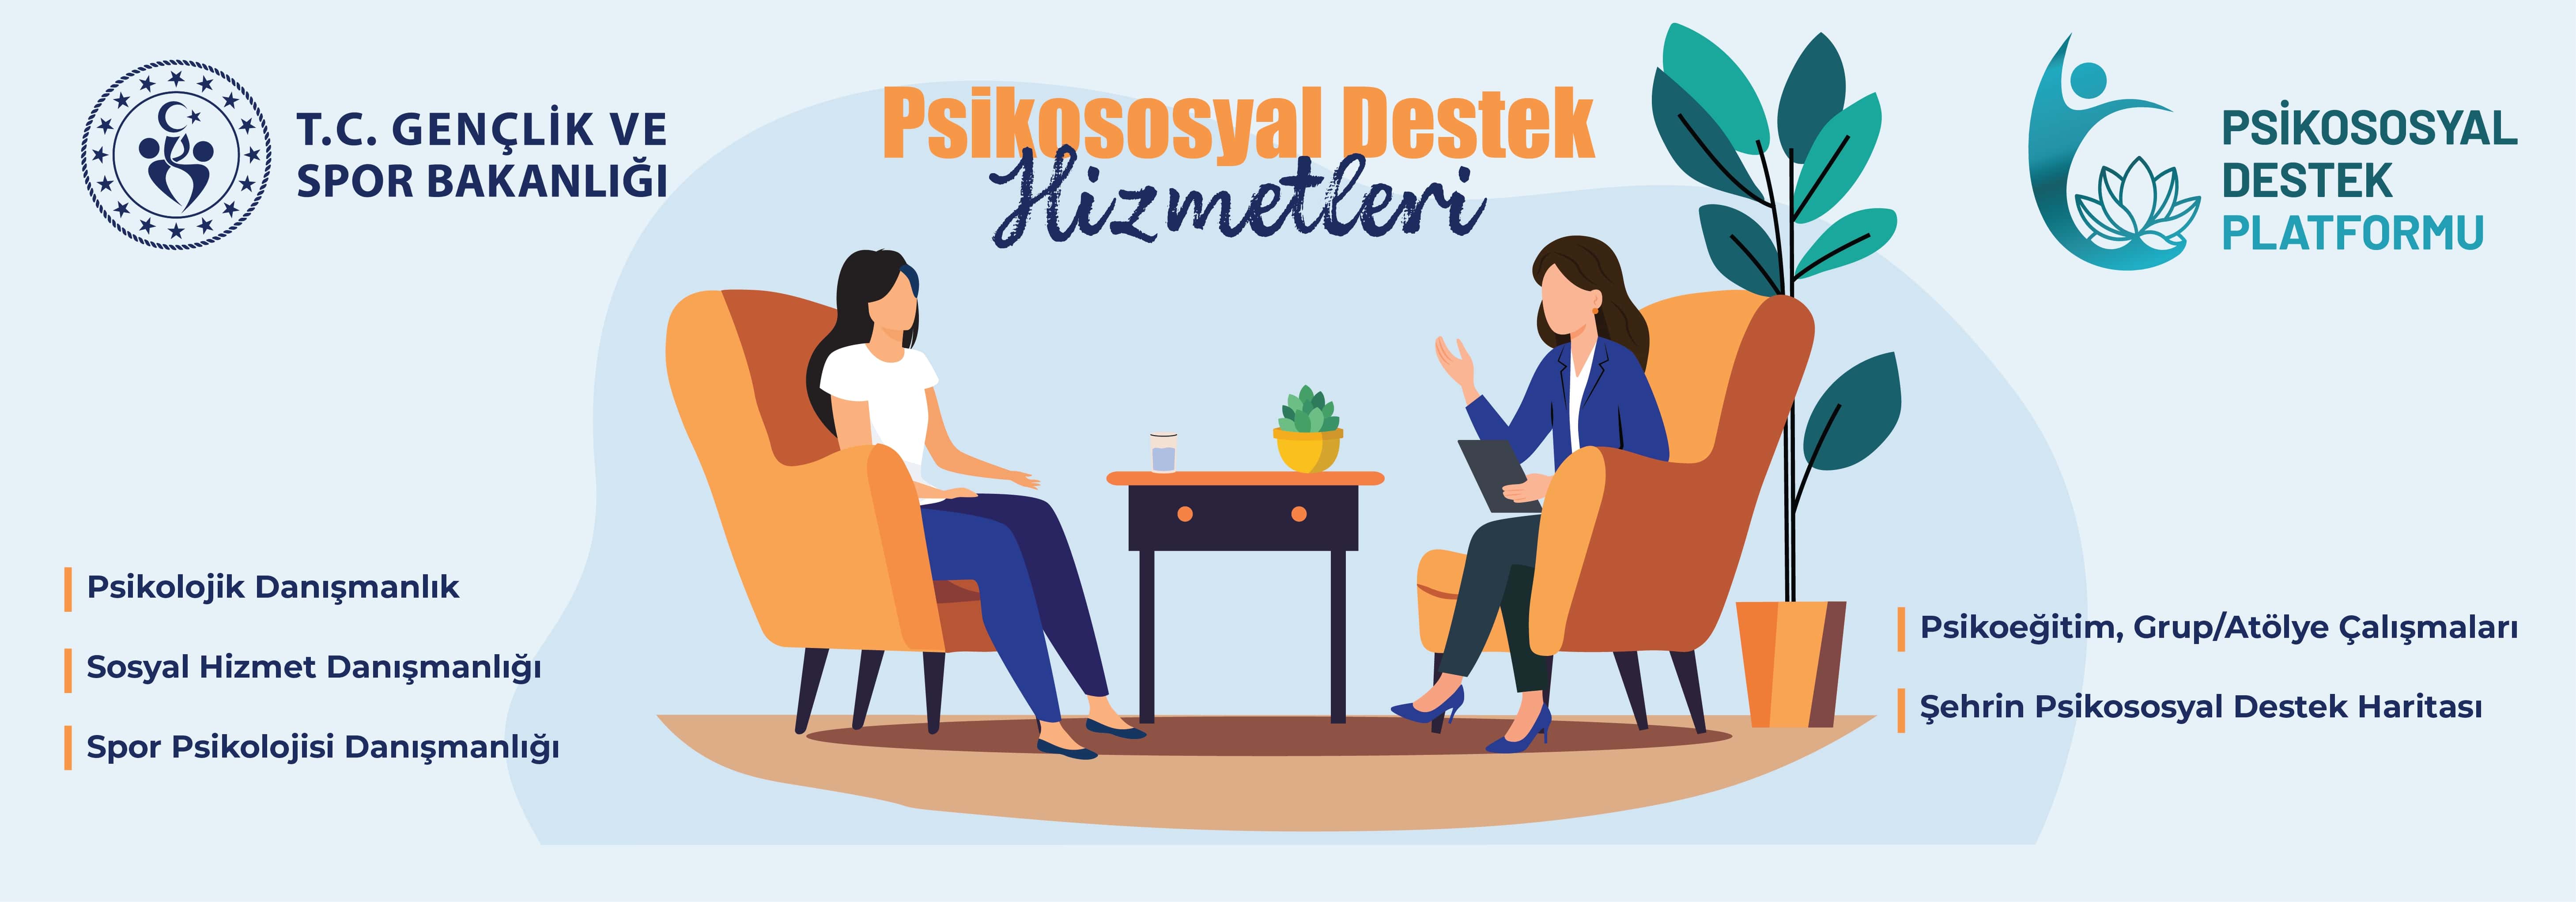 T.C. GENÇLİK VE
SPOR BAKANLIĞI
Psikososyal Destek
Hizmetleri
PSİKOSOSYAL
DESTEK
PLATFORMU
Psikolojik Danışmanlık
Sosyal Hizmet Danışmanlığı
Spor Psikolojisi Danışmanlığı
Psikoeğitim, Grup/Atölye Çalışmaları
Şehrin Psikososyal Destek Haritası